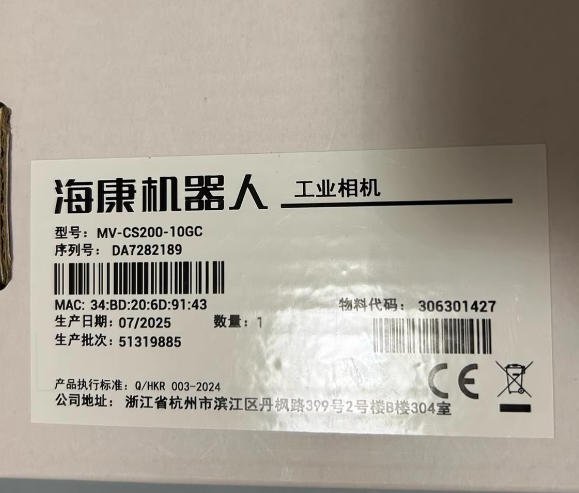 海康机器人 工业相机
型号: MV-CS200-10GC
序列号: DA7282189
MAC: 34:BD:20:6D:91:43
物料代码: 306301427
生产日期: 07/2025 数量: 1
生产批次: 51319885
产品执行标准: Q/HKR 003-2024
CE
公司地址: 浙江省杭州市滨江区丹枫路399号2号楼B楼304室